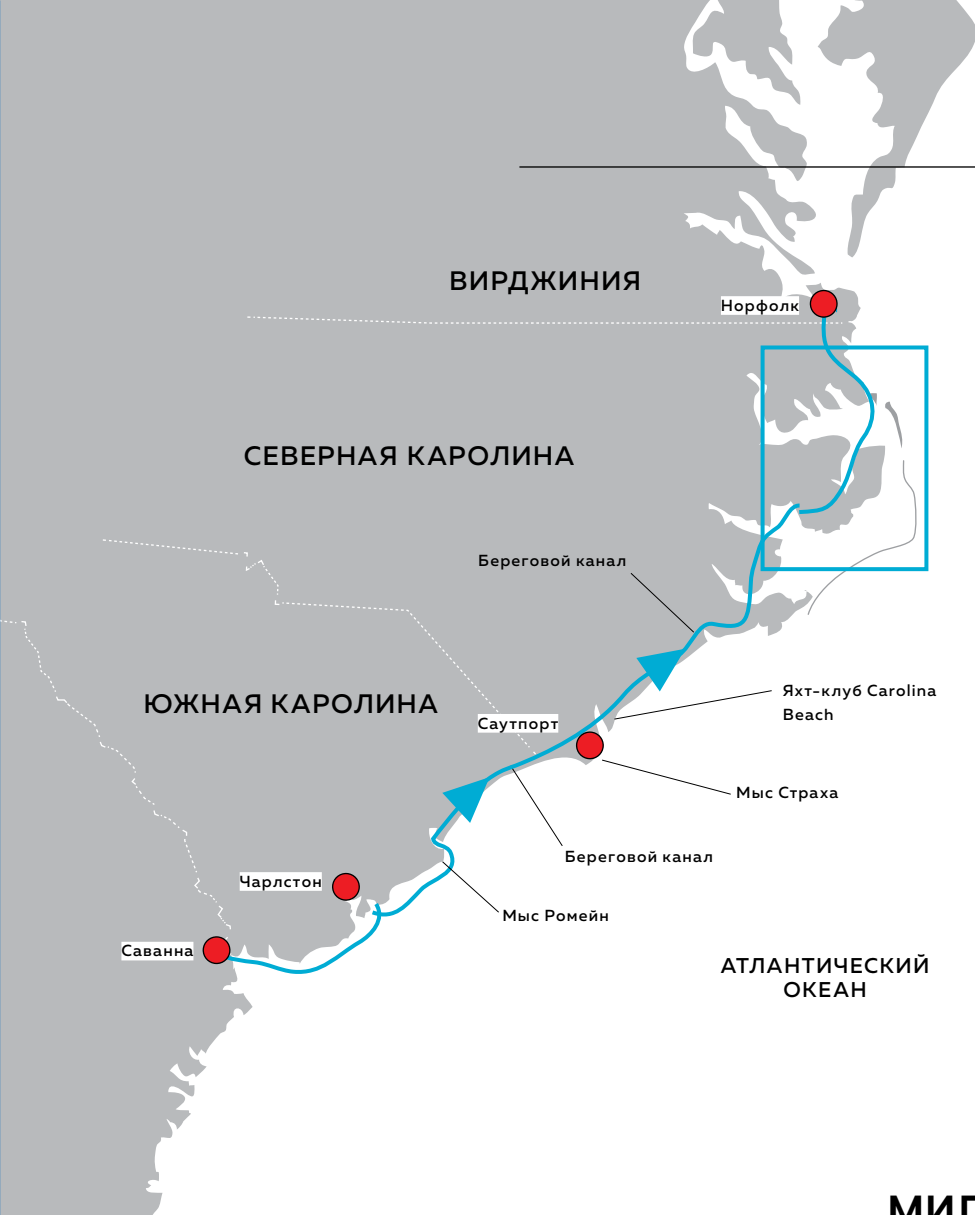 ВИРДЖИНИЯ
Норфолк
СЕВЕРНАЯ КАРОЛИНА
Береговой канал
Яхт-клуб Carolina
Beach
ЮЖНАЯ КАРОЛИНА
Саутпорт
Мыс Страха
Береговой канал
Чарлстон
Мыс Ромейн
Саванна
АТЛАНТИЧЕСКИЙ
ОКЕАН